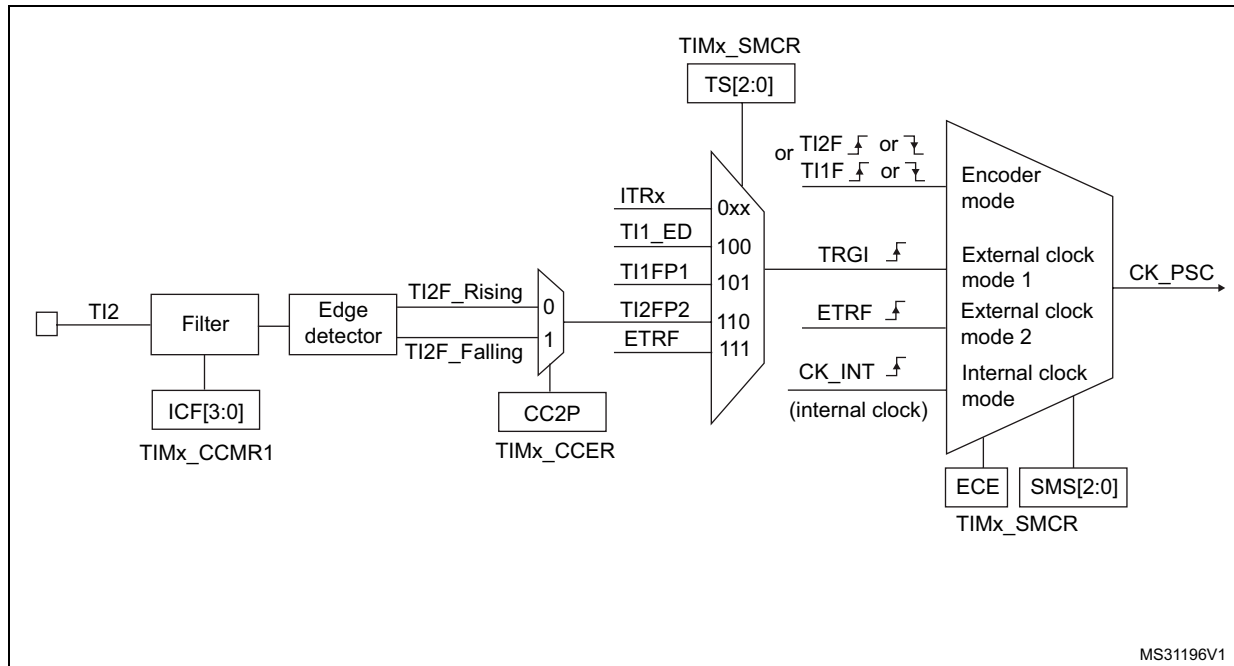 TIMx_SMCR
TS[2:0]
or TI2F or
TI1F or
Encoder
mode
ITRx
0xx
TI1_ED
100
TRGI
External clock
mode 1
CK_PSC
TI1FP1
101
TI2F_Rising
0
TI2FP2
110
TI2
Filter
Edge
detector
ETRF
External clock
mode 2
1
ETRF
111
TI2F_Falling
CK_INT
Internal clock
mode
(internal clock)
ICF[3:0]
CC2P
TIMx_CCMR1
TIMx_CCER
ECE
SMS[2:0]
TIMx_SMCR
MS31196V1